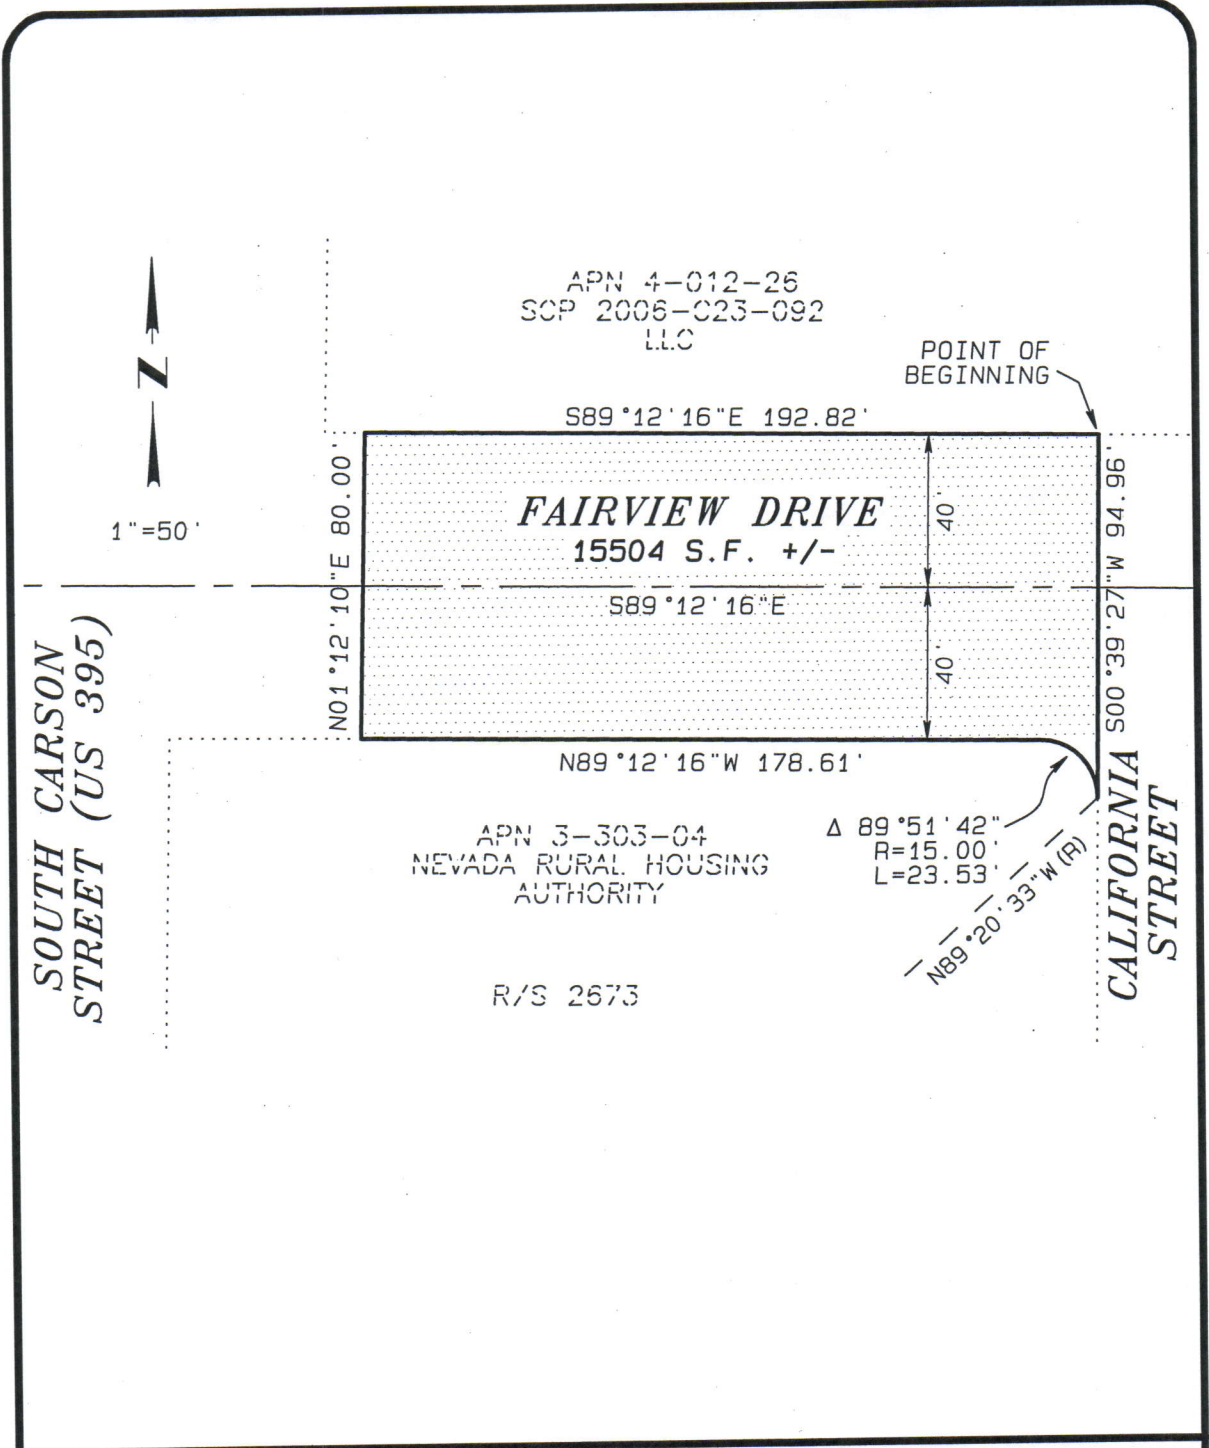 APN 4-012-26
SCP 2006-C23-092
LLC
POINT OF
BEGINNING
N
1"=50'
S89°12'16"E 192.82'
N01°12'10"E 80.00'
FAIRVIEW DRIVE
15504 S.F. +/-
40'
S89°12'16"E
40'
S00°39'27"W 94.96'
N89°12'16"W 178.61'
SOUTH CARSON
STREET (US 395)
APN 3-303-04
NEVADA RURAL HOUSING
AUTHORITY
Δ 89°51'42"
R=15.00'
L=23.53'
N89°20'33"W (R)
CALIFORNIA
STREET
R/S 2673